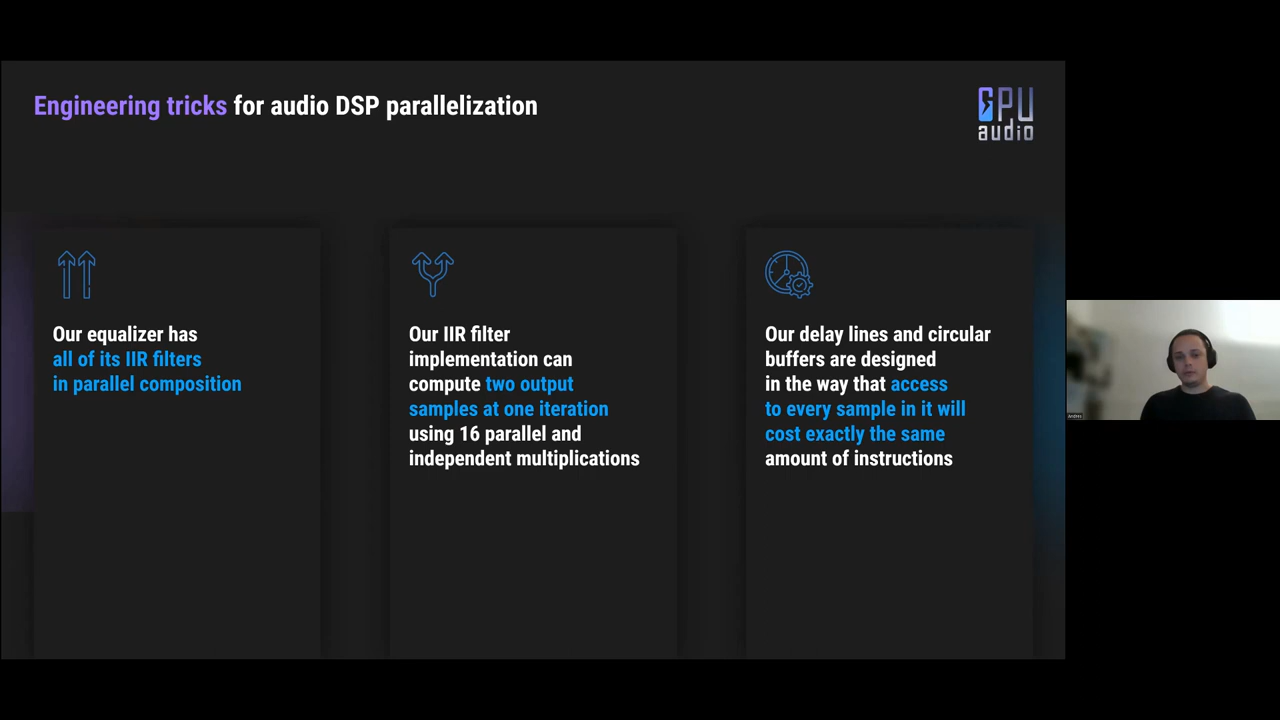 Engineering tricks for audio DSP parallelization
GPU
audio
Our equalizer has
all of its IIR filters
in parallel composition
Our IIR filter
implementation can
compute two output
samples at one iteration
using 16 parallel and
independent multiplications
Our delay lines and circular
buffers are designed
in the way that access
to every sample in it will
cost exactly the same
amount of instructions
Andres